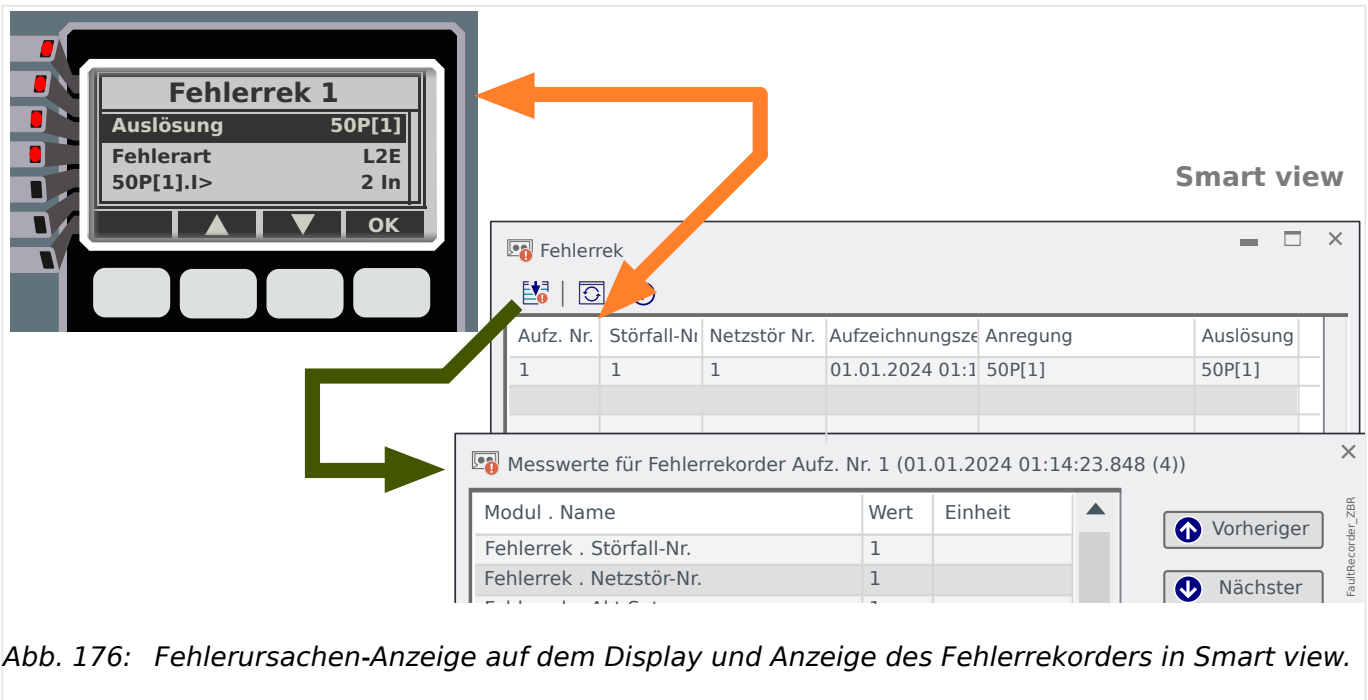 Fehlerrek 1
Auslösung 50P[1]
Fehlerart L2E
50P[1].I> 2 In
OK
Smart view
Fehlerrek
Aufz. Nr. Störfall-Nr Netzstör Nr. Aufzeichnungsze Anregung Auslösung
1 1 1 01.01.2024 01:1 50P[1] 50P[1]
Messwerte für Fehlerrekorder Aufz. Nr. 1 (01.01.2024 01:14:23.848 (4))
Modul . Name Wert Einheit
Fehlerrek . Störfall-Nr. 1
Fehlerrek . Netzstör-Nr. 1
Vorheriger
Nächster
FaultRecorder_ZBR
Abb. 176: Fehlerursachen-Anzeige auf dem Display und Anzeige des Fehlerrekorders in Smart view.